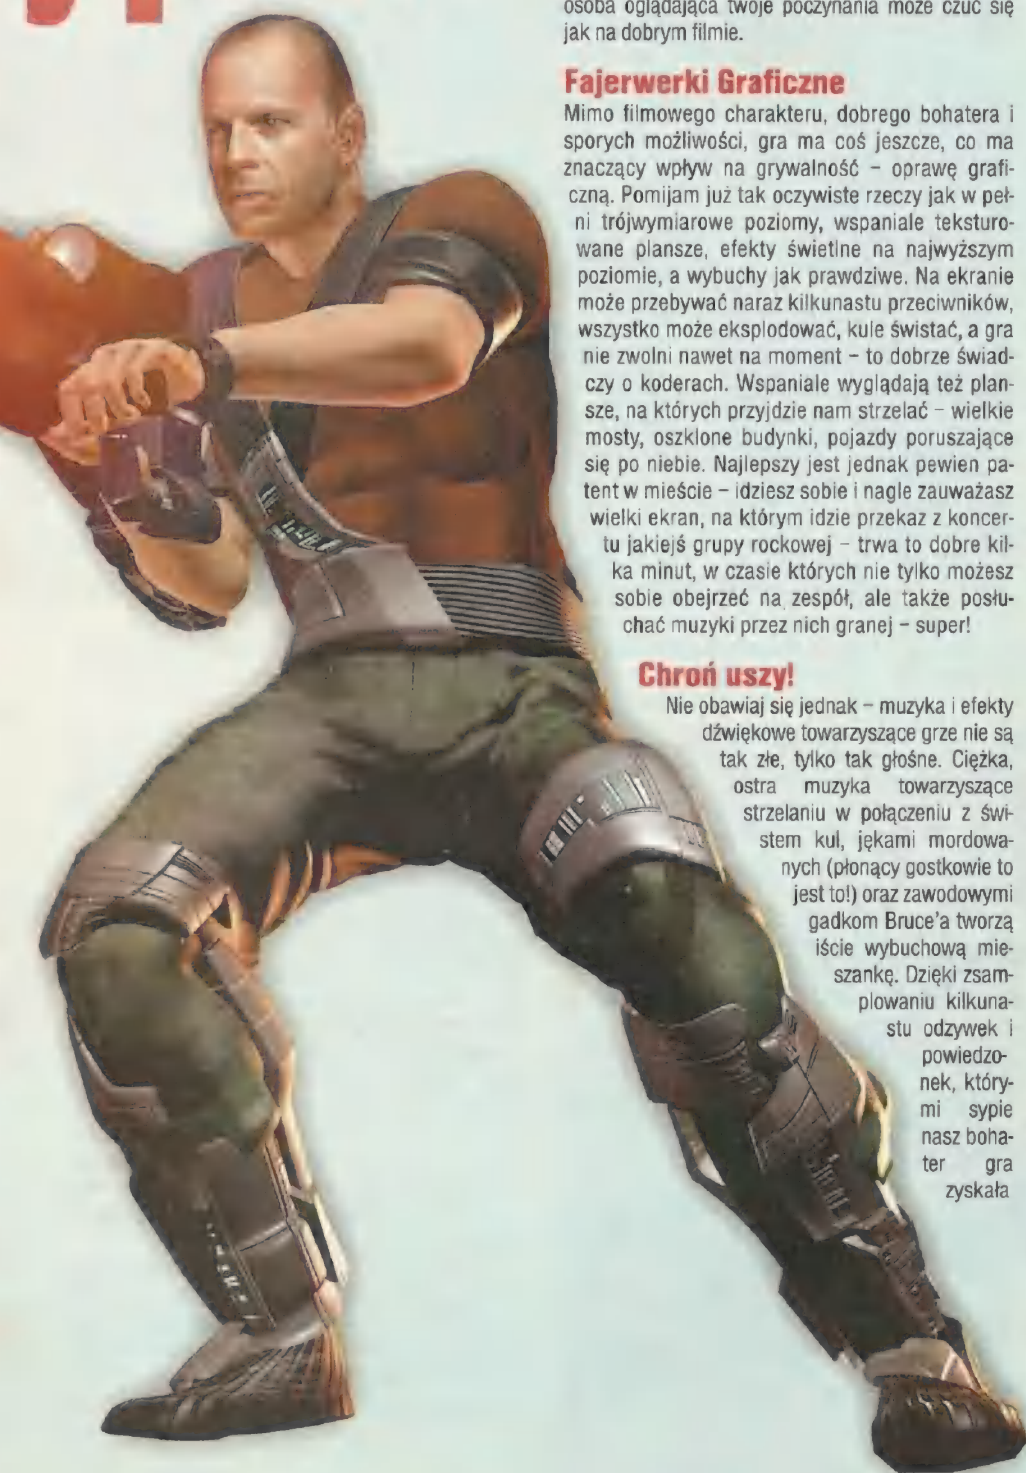 osoba oglądająca twoje poczynania może czuć się
jak na dobrym filmie.
Fajerwerki Graficzne
Mimo filmowego charakteru, dobrego bohatera i
sporych możliwości, gra ma coś jeszcze, co ma
znaczący wpływ na grywalność – oprawę grafi-
czną. Pomijam już tak oczywiste rzeczy jak w peł-
ni trójwymiarowe poziomy, wspaniale teksturo-
wane plansze, efekty świetlne na najwyższym
poziomie, a wybuchy jak prawdziwe. Na ekranie
może przebywać naraz kilkunastu przeciwników,
wszystko może eksplodować, kule świstać, a gra
nie zwolni nawet na moment – to dobrze świad-
czy o koderach. Wspaniale wyglądają też plan-
sze, na których przyjdzie nam strzelać – wielkie
mosty, oszklone budynki, pojazdy poruszające
się po niebie. Najlepszy jest jednak pewien pa-
tent w mieście – idziesz sobie i nagle zauważasz
wielki ekran, na którym idzie przekaz z koncer-
tu jakiejś grupy rockowej – trwa to dobre kil-
ka minut, w czasie których nie tylko możesz
sobie obejrzeć na zespół, ale także posłu-
chać muzyki przez nich granej – super!
Chroń uszy!
Nie obawiaj się jednak – muzyka i efekty
dźwiękowe towarzyszące grze nie są
tak złe, tylko tak głośne. Ciężka,
ostra muzyka towarzyszące
strzelaniu w połączeniu z świ-
stem kul, jękami mordowa-
nych (płonący gostkowie to
jest to!) oraz zawodowymi
gadkom Bruce'a tworzą
iście wybuchową mie-
szankę. Dzięki zsam-
plowaniu kilkuna-
stu odzywek i
powiedzo-
nek, który-
mi sypie
nasz boha-
ter gra
zyskała